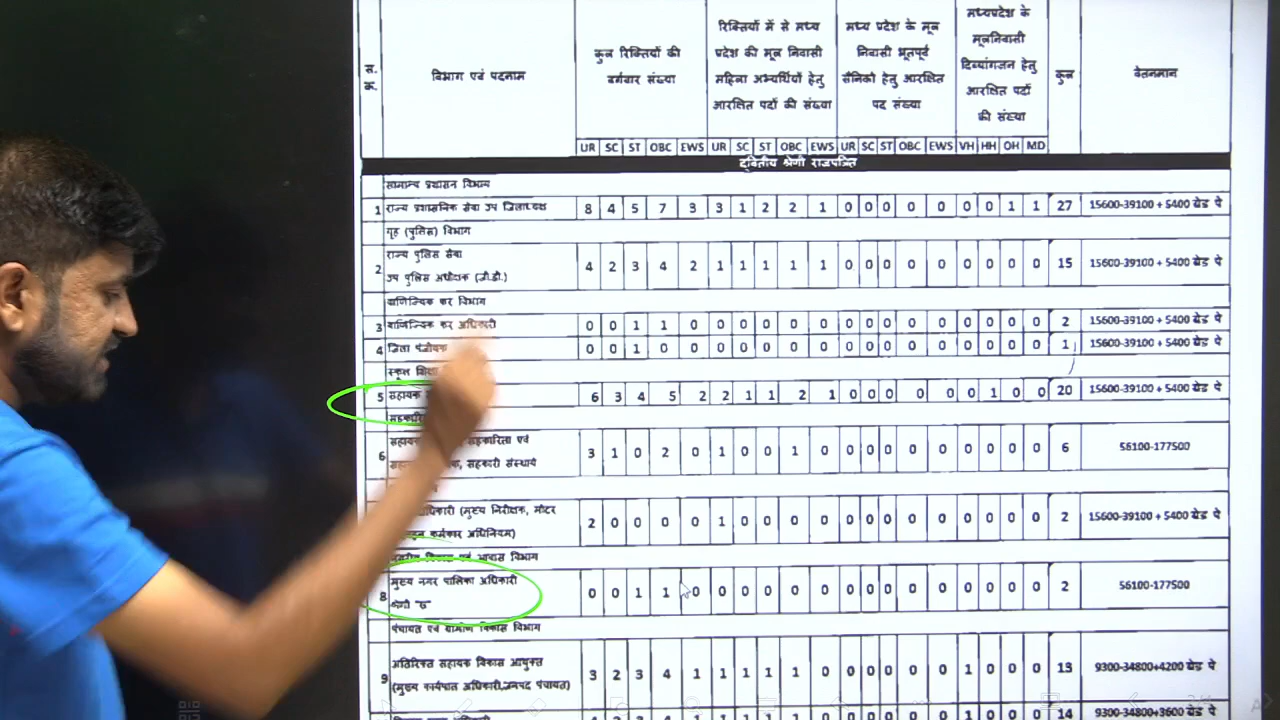 स. क्र.
विभाग एवं पदनाम
कुल रिक्तियों की वर्गवार संख्या
रिक्तियों में से मध्य प्रदेश की मूल निवासी महिला अभ्यर्थियों हेतु आरक्षित पदों की संख्या
मध्य प्रदेश के मूल निवासी भूतपूर्व सैनिकों हेतु आरक्षित पद संख्या
मध्यप्रदेश के मूलनिवासी दिव्यांगजन हेतु आरक्षित पदों की संख्या
कुल
वेतनमान
UR SC ST OBC EWS UR SC ST OBC EWS UR SC ST OBC EWS VH HH OH MD
द्वितीय श्रेणी राजपत्रित
सामान्य प्रशासन विभाग
1 राज्य प्रशासनिक सेवा उप जिलाध्यक्ष 8 4 5 7 3 3 1 2 2 1 0 0 0 0 0 0 0 1 1 27 15600-39100 + 5400 ग्रेड पे
गृह (पुलिस) विभाग
2 राज्य पुलिस सेवा उप पुलिस अधीक्षक (जी.डी.) 4 2 3 4 2 1 1 1 1 1 0 0 0 0 0 0 0 0 0 15 15600-39100 + 5400 ग्रेड पे
वाणिज्यिक कर विभाग
3 वाणिज्यिक कर अधिकारी 0 0 1 1 0 0 0 0 0 0 0 0 0 0 0 0 0 0 0 2 15600-39100 + 5400 ग्रेड पे
4 जिला पंजीयक 0 0 1 0 0 0 0 0 0 0 0 0 0 0 0 0 0 0 0 1 15600-39100 + 5400 ग्रेड पे
स्कूल शिक्षा
5 सहायक 6 3 4 5 2 2 1 1 2 1 0 0 0 0 0 0 1 0 0 20 15600-39100 + 5400 ग्रेड पे
6 सहकारिता एवं सहकारी संस्थायें 3 1 0 2 0 1 0 0 1 0 0 0 0 0 0 0 0 0 0 6 56100-177500
(मुख्य निरीक्षक, मोटर कर्मकार अधिनियम) 2 0 0 0 0 1 0 0 0 0 0 0 0 0 0 0 0 0 0 2 15600-39100 + 5400 ग्रेड पे
विकास एवं आवास विभाग
8 मुख्य नगर पालिका अधिकारी श्रेणी ख 0 0 1 1 0 0 0 0 0 0 0 0 0 0 0 0 0 0 0 2 56100-177500
पंचायत एवं ग्रामीण विकास विभाग
9 अतिरिक्त सहायक विकास आयुक्त (मुख्य कार्यपाल अधिकारी,जनपद पंचायत) 3 2 3 4 1 1 1 1 1 0 0 0 0 0 0 1 0 0 0 13 9300-34800+4200 ग्रेड पे
14 9300-34800+3600 ग्रेड पे